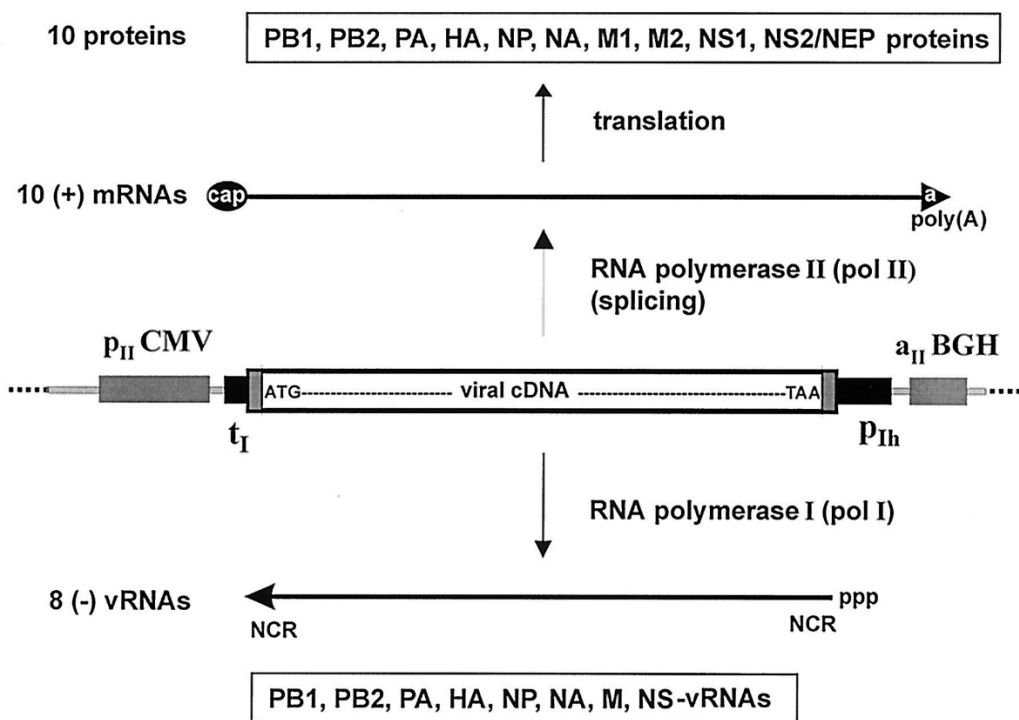 10 proteins
PB1, PB2, PA, HA, NP, NA, M1, M2, NS1, NS2/NEP proteins
translation
10 (+) mRNAs
cap
a
poly(A)
RNA polymerase II (pol II)
(splicing)
pII CMV
aII BGH
ATG
viral cDNA
TAA
tI
pIh
RNA polymerase I (pol I)
8 (-) vRNAs
ppp
NCR
NCR
PB1, PB2, PA, HA, NP, NA, M, NS-vRNAs